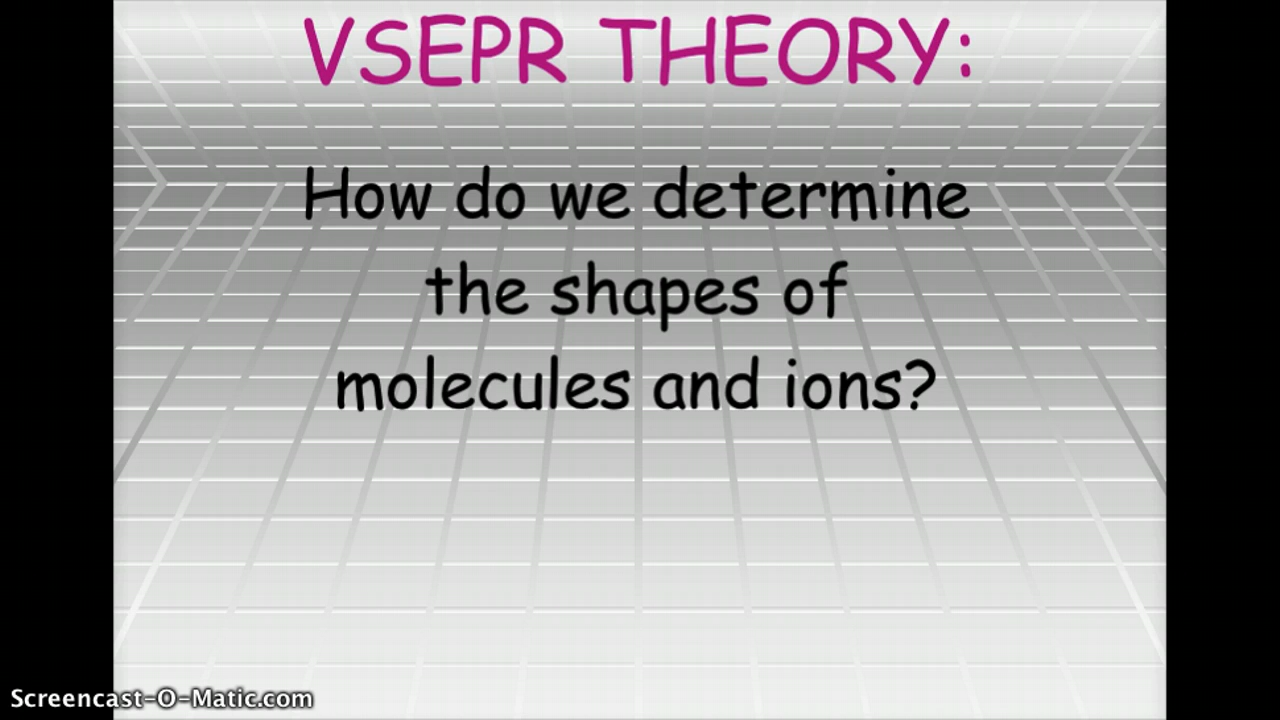 VSEPR THEORY:
How do we determine
the shapes of
molecules and ions?
Screencast-O-Matic.com